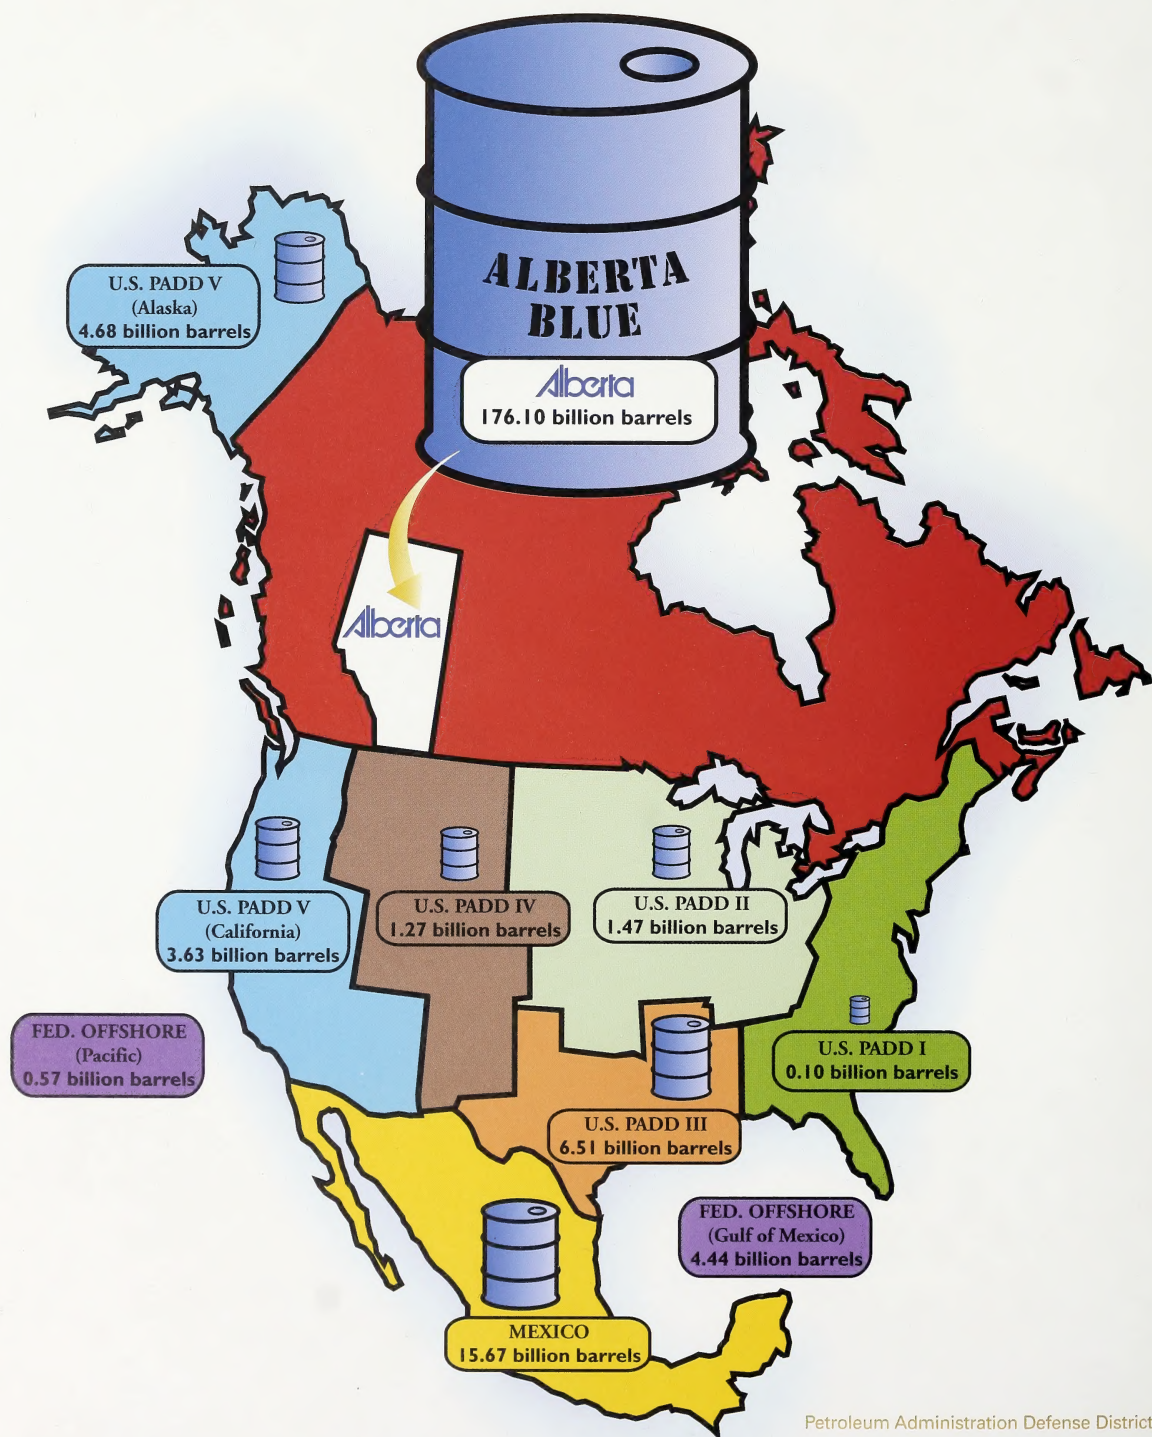 ALBERTA
BLUE
Alberta
176.10 billion barrels
U.S. PADD V
(Alaska)
4.68 billion barrels
Alberta
U.S. PADD V
(California)
3.63 billion barrels
U.S. PADD IV
1.27 billion barrels
U.S. PADD II
1.47 billion barrels
FED. OFFSHORE
(Pacific)
0.57 billion barrels
U.S. PADD I
0.10 billion barrels
U.S. PADD III
6.51 billion barrels
FED. OFFSHORE
(Gulf of Mexico)
4.44 billion barrels
MEXICO
15.67 billion barrels
Petroleum Administration Defense District